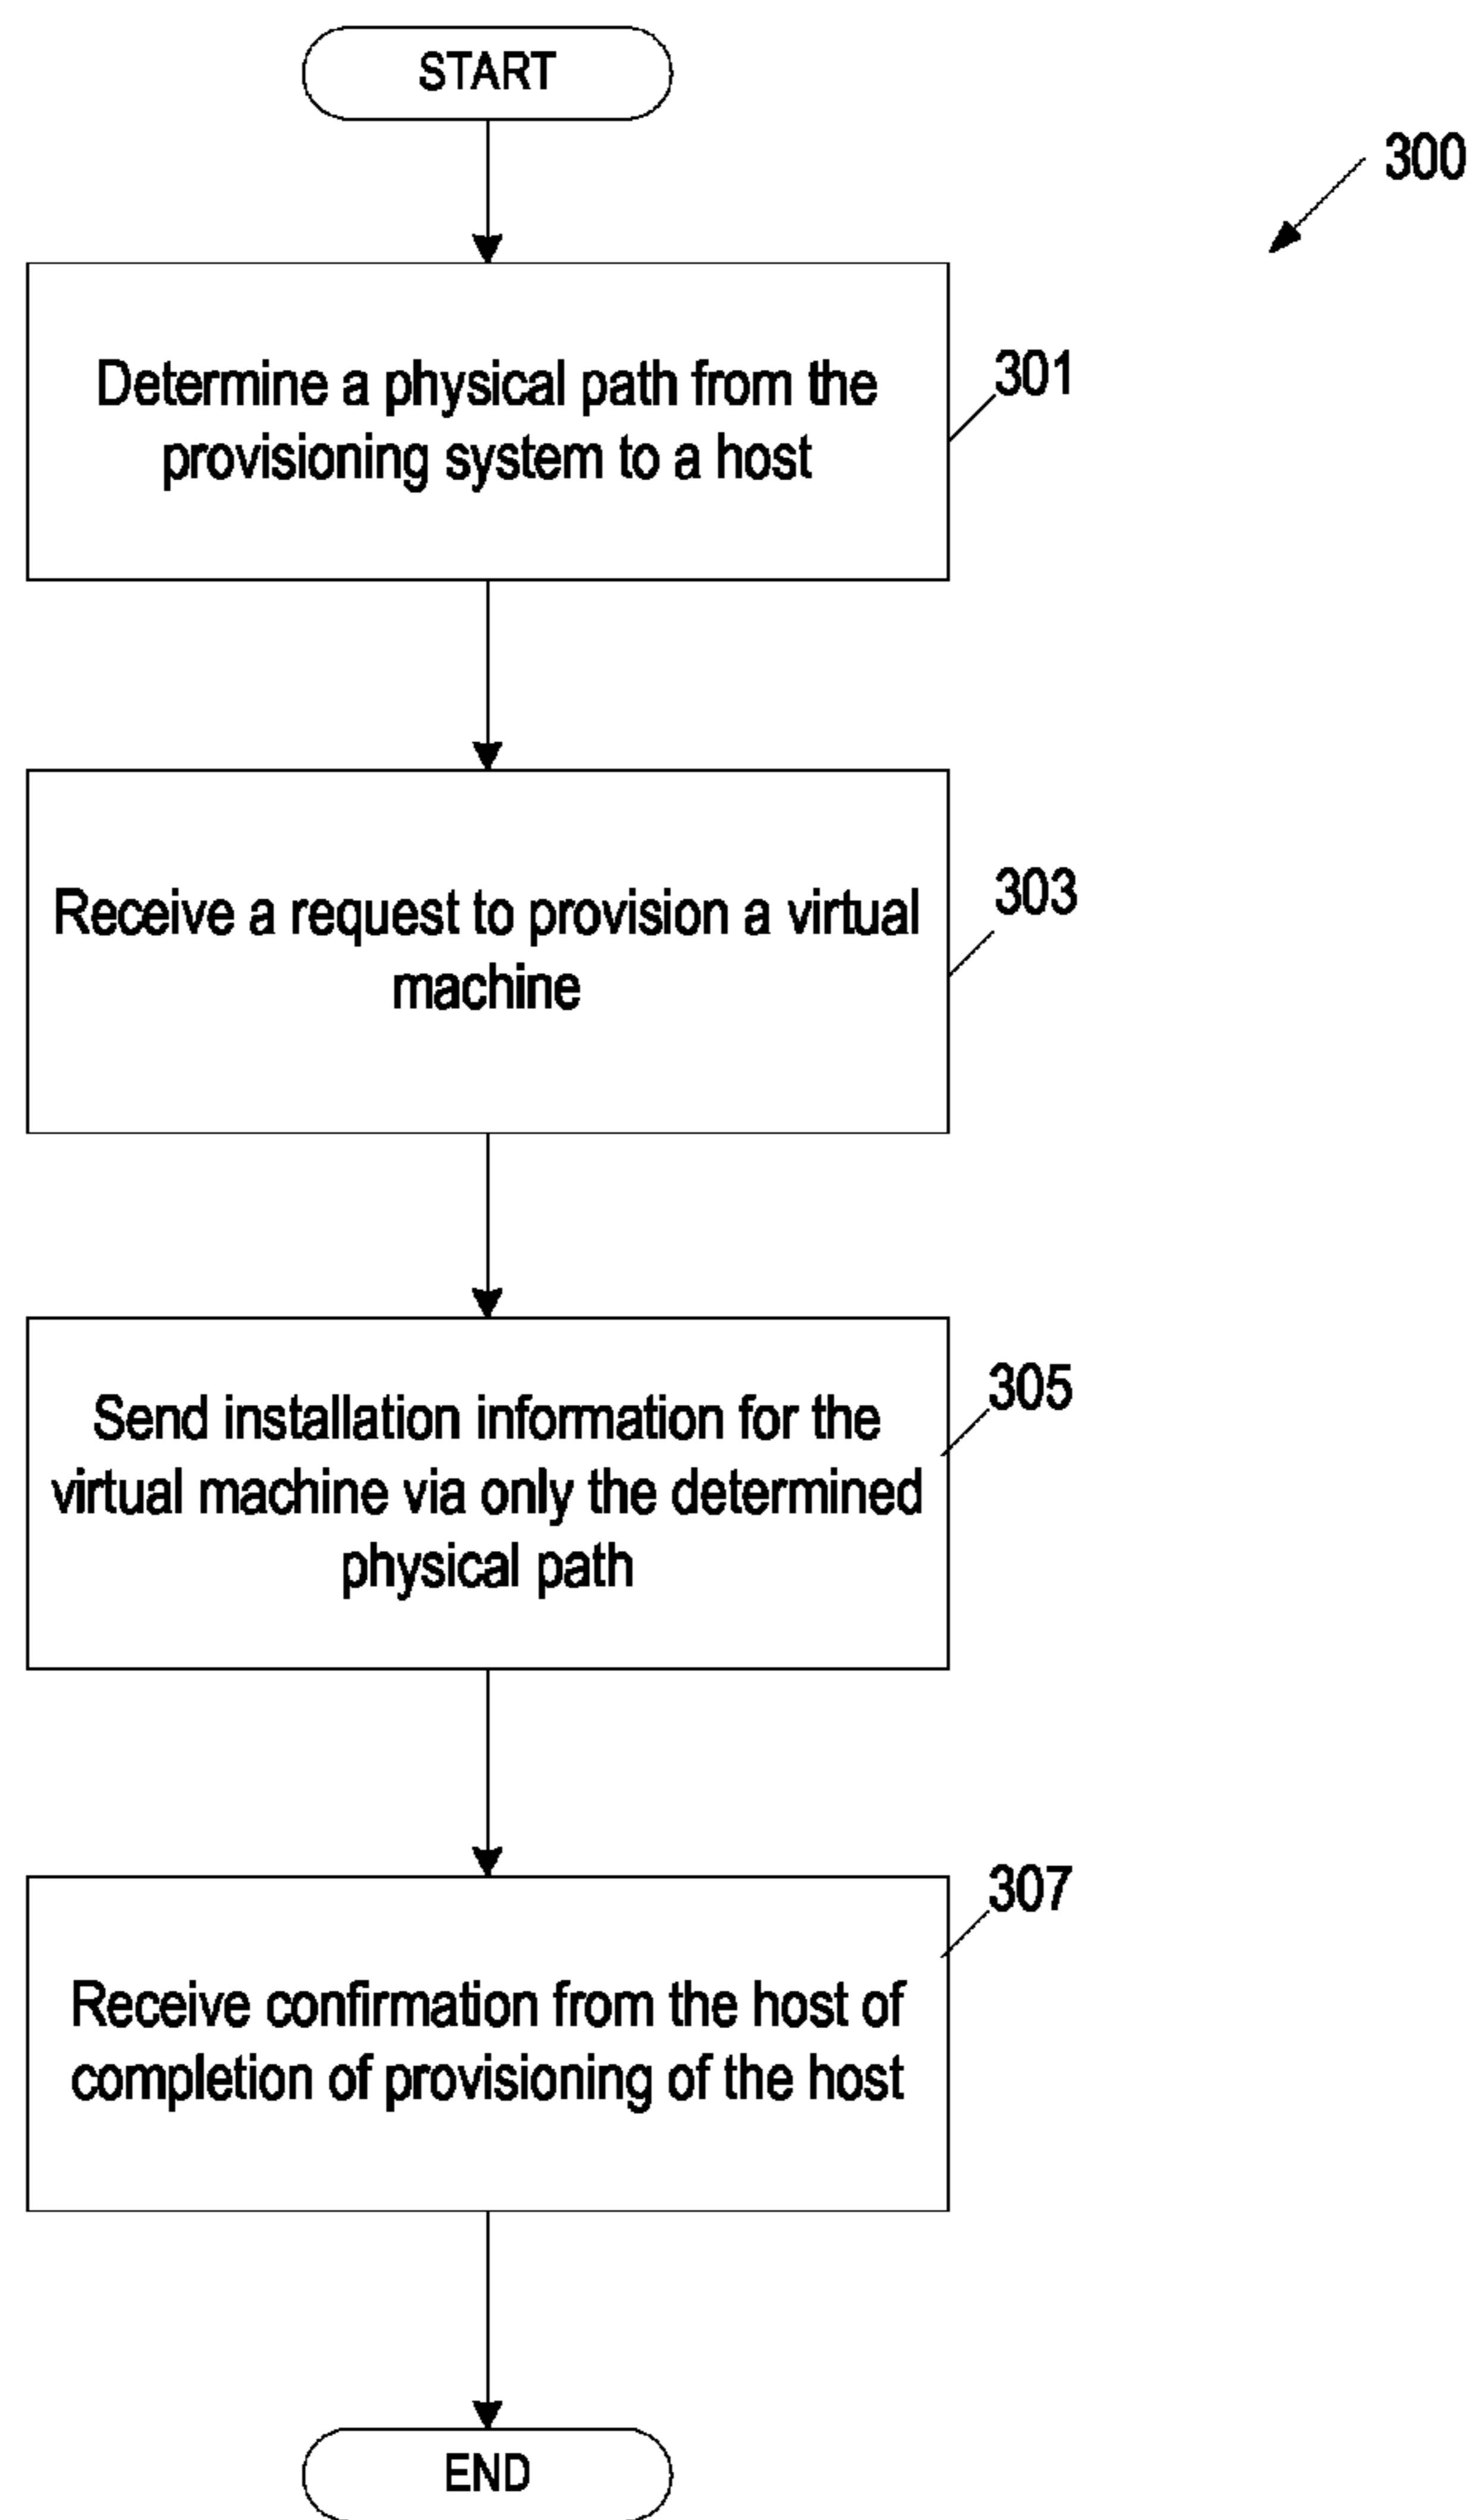 START
300
Determine a physical path from the
provisioning system to a host
301
Receive a request to provision a virtual
machine
303
Send installation information for the
virtual machine via only the determined
physical path
305
Receive confirmation from the host of
completion of provisioning of the host
307
END